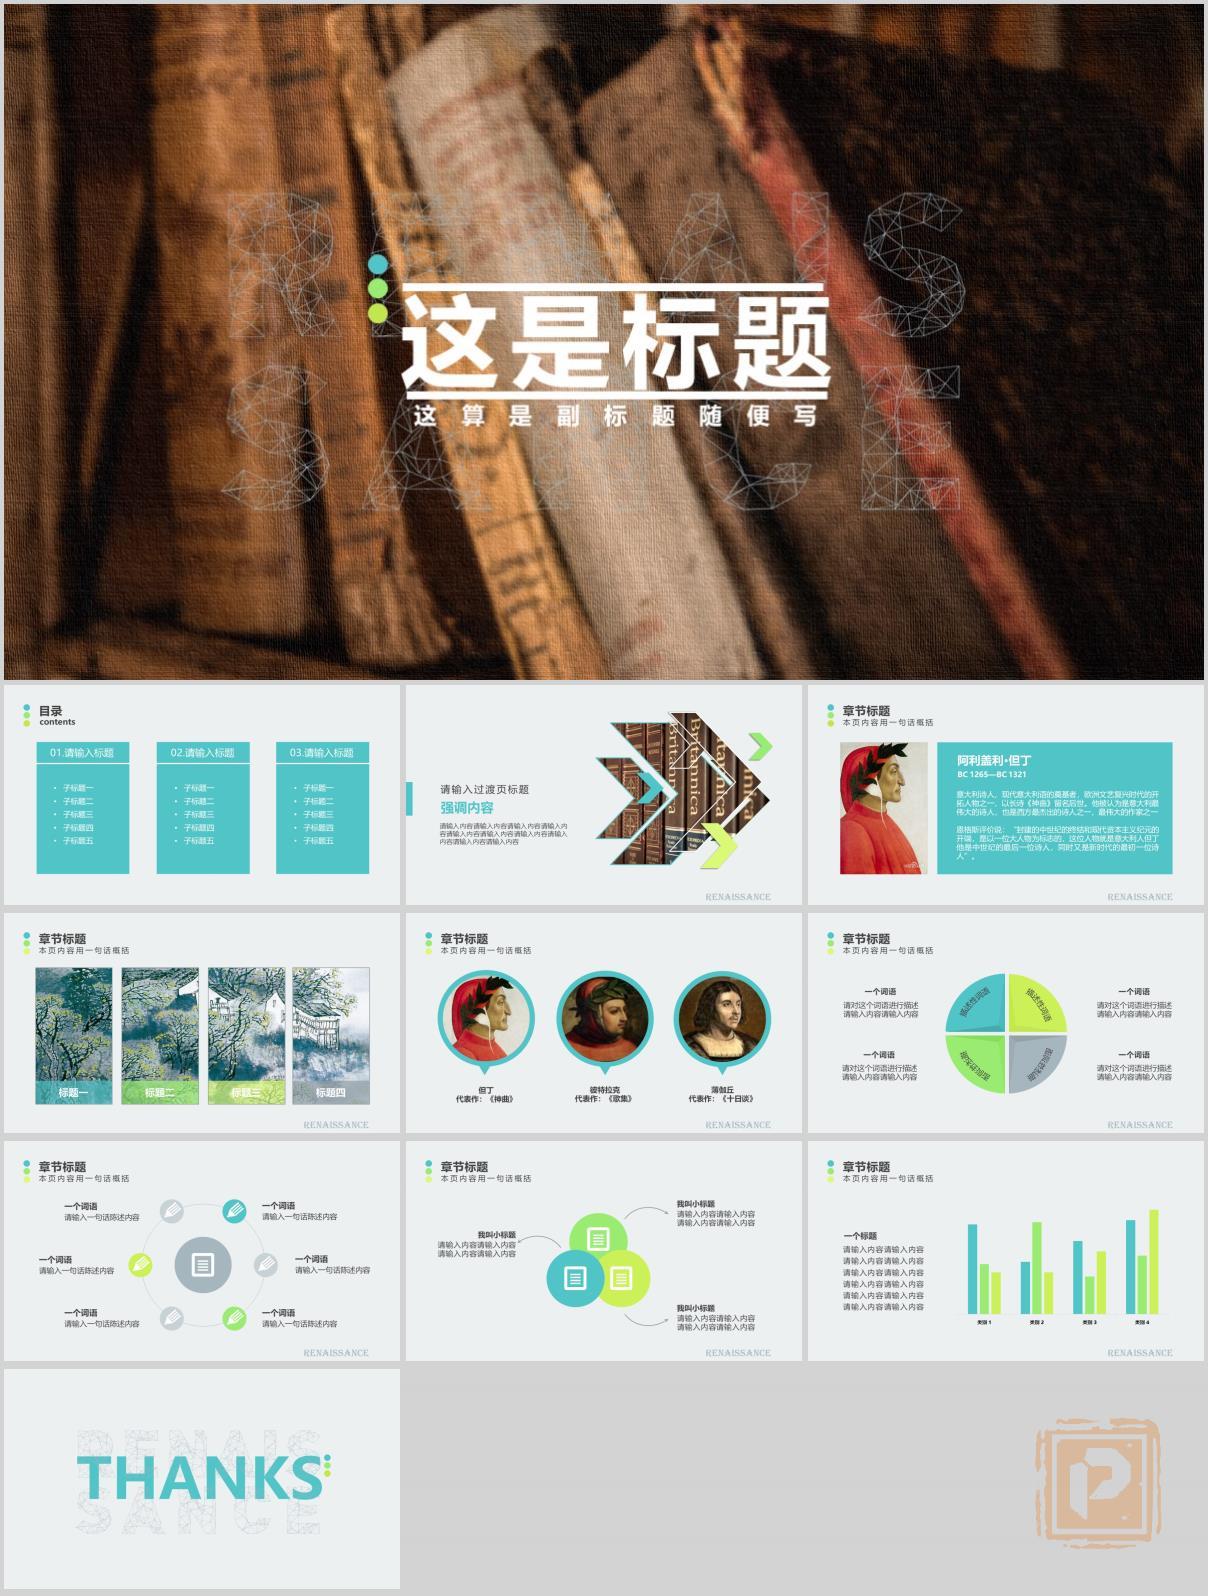 RENAIS
这是标题
这算是副标题随便写
SANCE
目录
contents
01.请输入标题
• 子标题一
• 子标题二
• 子标题三
• 子标题四
• 子标题五
02.请输入标题
• 子标题一
• 子标题二
• 子标题三
• 子标题四
• 子标题五
03.请输入标题
• 子标题一
• 子标题二
• 子标题三
• 子标题四
• 子标题五
请输入过渡页标题
强调内容
请输入内容请输入内容请输入内容请输入内
容请输入内容请输入内容请输入内容请输入
内容请输入内容请输入内容
Britannica
RENAISSANCE
章节标题
本页内容用一句话概括
阿利盖利·但丁
BC 1265—BC 1321
意大利诗人，现代意大利语的奠基者，欧洲文艺复兴时代的开
拓人物之一，以长诗《神曲》留名后世。他被认为是意大利最
伟大的诗人，也是西方最杰出的诗人之一，最伟大的作家之一
恩格斯评价说：“封建的中世纪的终结和现代资本主义纪元的
开端，是以一位大人物为标志的，这位人物就是意大利人但丁
他是中世纪的最后一位诗人，同时又是新时代的最初一位诗
人”。
RENAISSANCE
章节标题
本页内容用一句话概括
标题一
标题二
标题三
标题四
RENAISSANCE
章节标题
本页内容用一句话概括
但丁
代表作：《神曲》
彼特拉克
代表作：《歌集》
薄伽丘
代表作：《十日谈》
RENAISSANCE
章节标题
本页内容用一句话概括
一个词语
请对这个词语进行描述
请输入内容请输入内容
一个词语
请对这个词语进行描述
请输入内容请输入内容
描述性词语
描述性词语
描述性词语
描述性词语
一个词语
请对这个词语进行描述
请输入内容请输入内容
一个词语
请对这个词语进行描述
请输入内容请输入内容
RENAISSANCE
章节标题
本页内容用一句话概括
一个词语
请输入一句话陈述内容
一个词语
请输入一句话陈述内容
一个词语
请输入一句话陈述内容
一个词语
请输入一句话陈述内容
一个词语
请输入一句话陈述内容
一个词语
请输入一句话陈述内容
RENAISSANCE
章节标题
本页内容用一句话概括
我叫小标题
请输入内容请输入内容
请输入内容请输入内容
我叫小标题
请输入内容请输入内容
请输入内容请输入内容
我叫小标题
请输入内容请输入内容
请输入内容请输入内容
RENAISSANCE
章节标题
本页内容用一句话概括
一个标题
请输入内容请输入内容
请输入内容请输入内容
请输入内容请输入内容
请输入内容请输入内容
请输入内容请输入内容
请输入内容请输入内容
类别 1
类别 2
类别 3
类别 4
RENAISSANCE
RENAIS
THANKS
SANCE
P